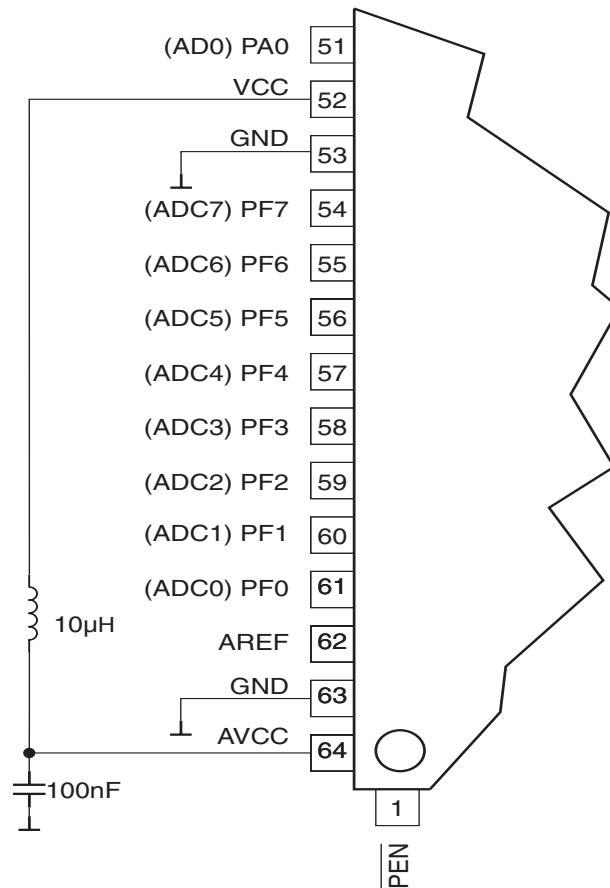 (AD0) PA0 51
VCC 52
GND 53
(ADC7) PF7 54
(ADC6) PF6 55
(ADC5) PF5 56
(ADC4) PF4 57
(ADC3) PF3 58
(ADC2) PF2 59
(ADC1) PF1 60
(ADC0) PF0 61
10µH
AREF 62
GND 63
AVCC 64
100nF
1
PEN